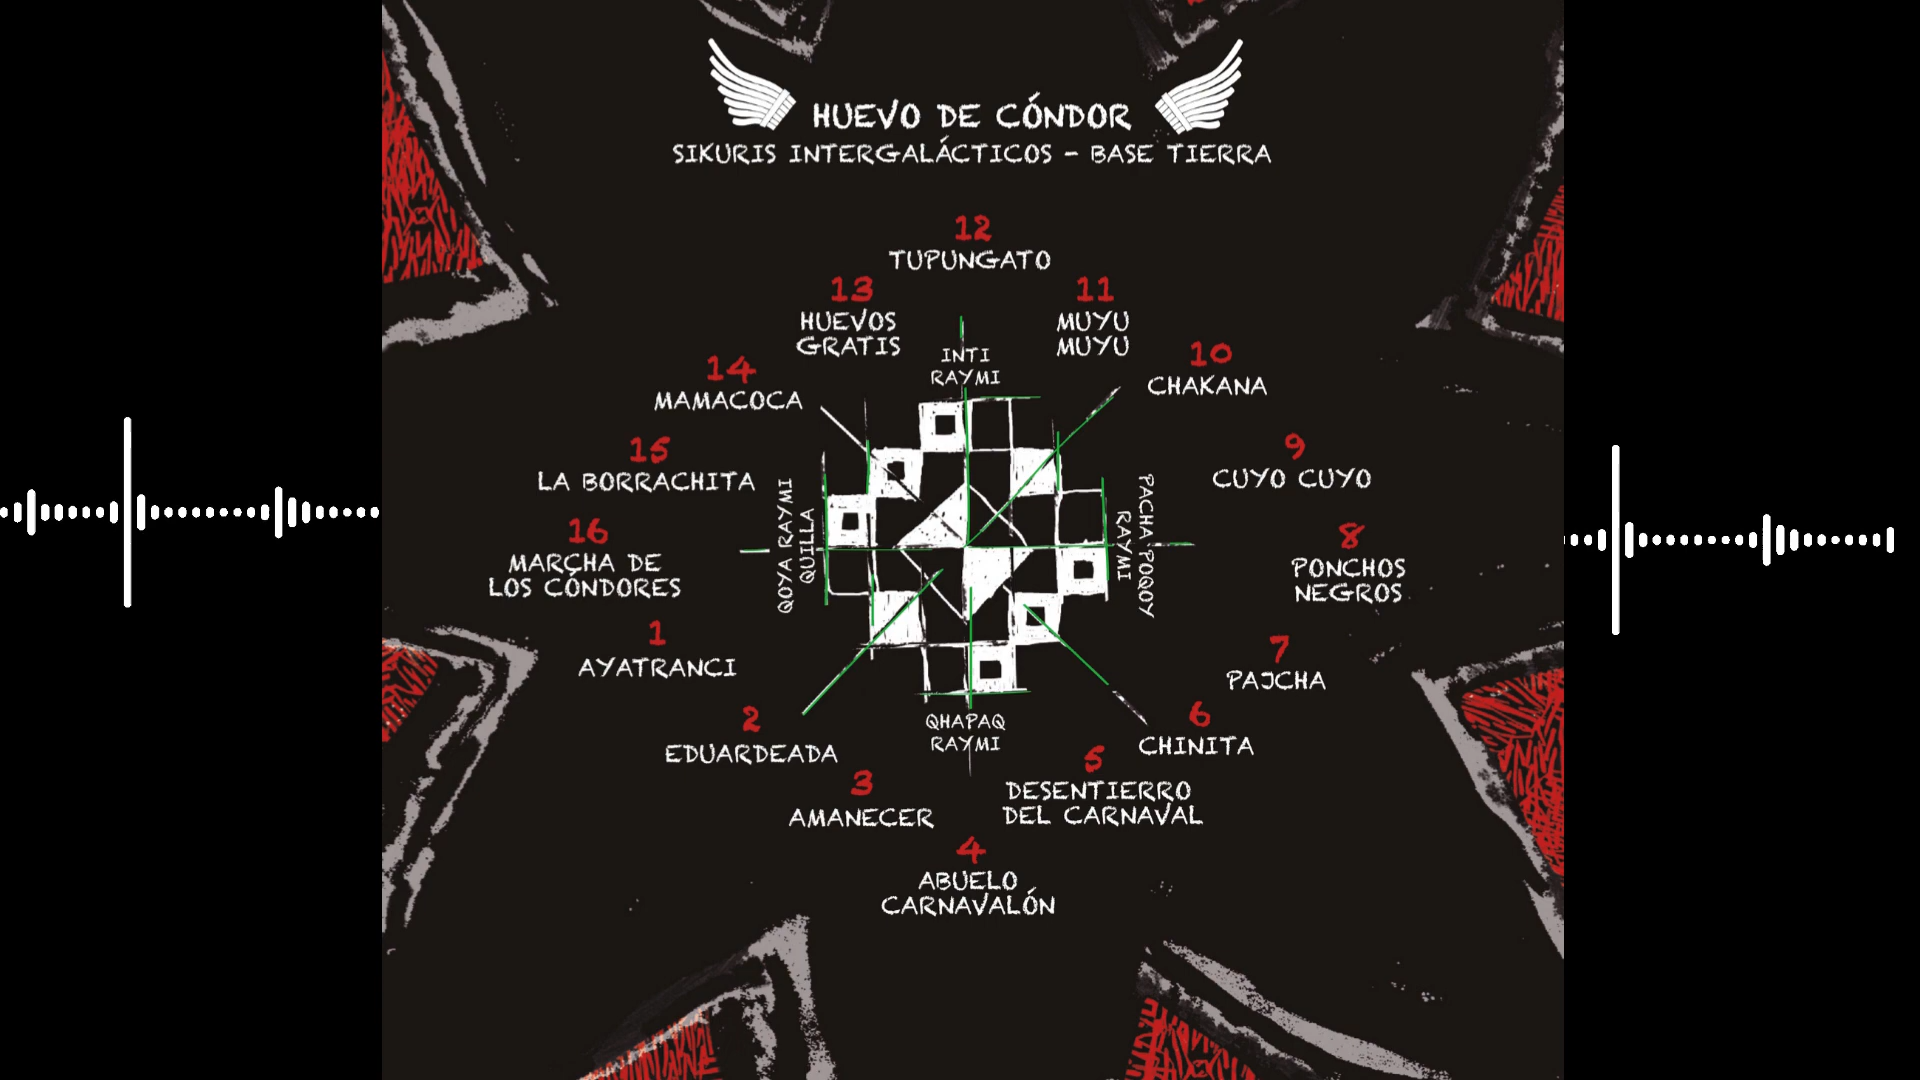 HUEVO DE CÓNDOR
SIKURIS INTERGALÁCTICOS - BASE TIERRA
12
TUPUNGATO
13
HUEVOS
GRATIS
11
MUYU
MUYU
INTI
RAYMI
14
MAMACOCA
10
CHAKANA
15
LA BORRACHITA
9
CUYO CUYO
QOYA RAYMI
QUILLA
PACHA POQOY
RAYMI
16
MARCHA DE
LOS CÓNDORES
8
PONCHOS
NEGROS
1
AYATRANCI
7
PAJCHA
2
EDUARDEADA
QHAPAQ
RAYMI
6
CHINITA
3
AMANECER
5
DESENTIERRO
DEL CARNAVAL
4
ABUELO
CARNAVALÓN